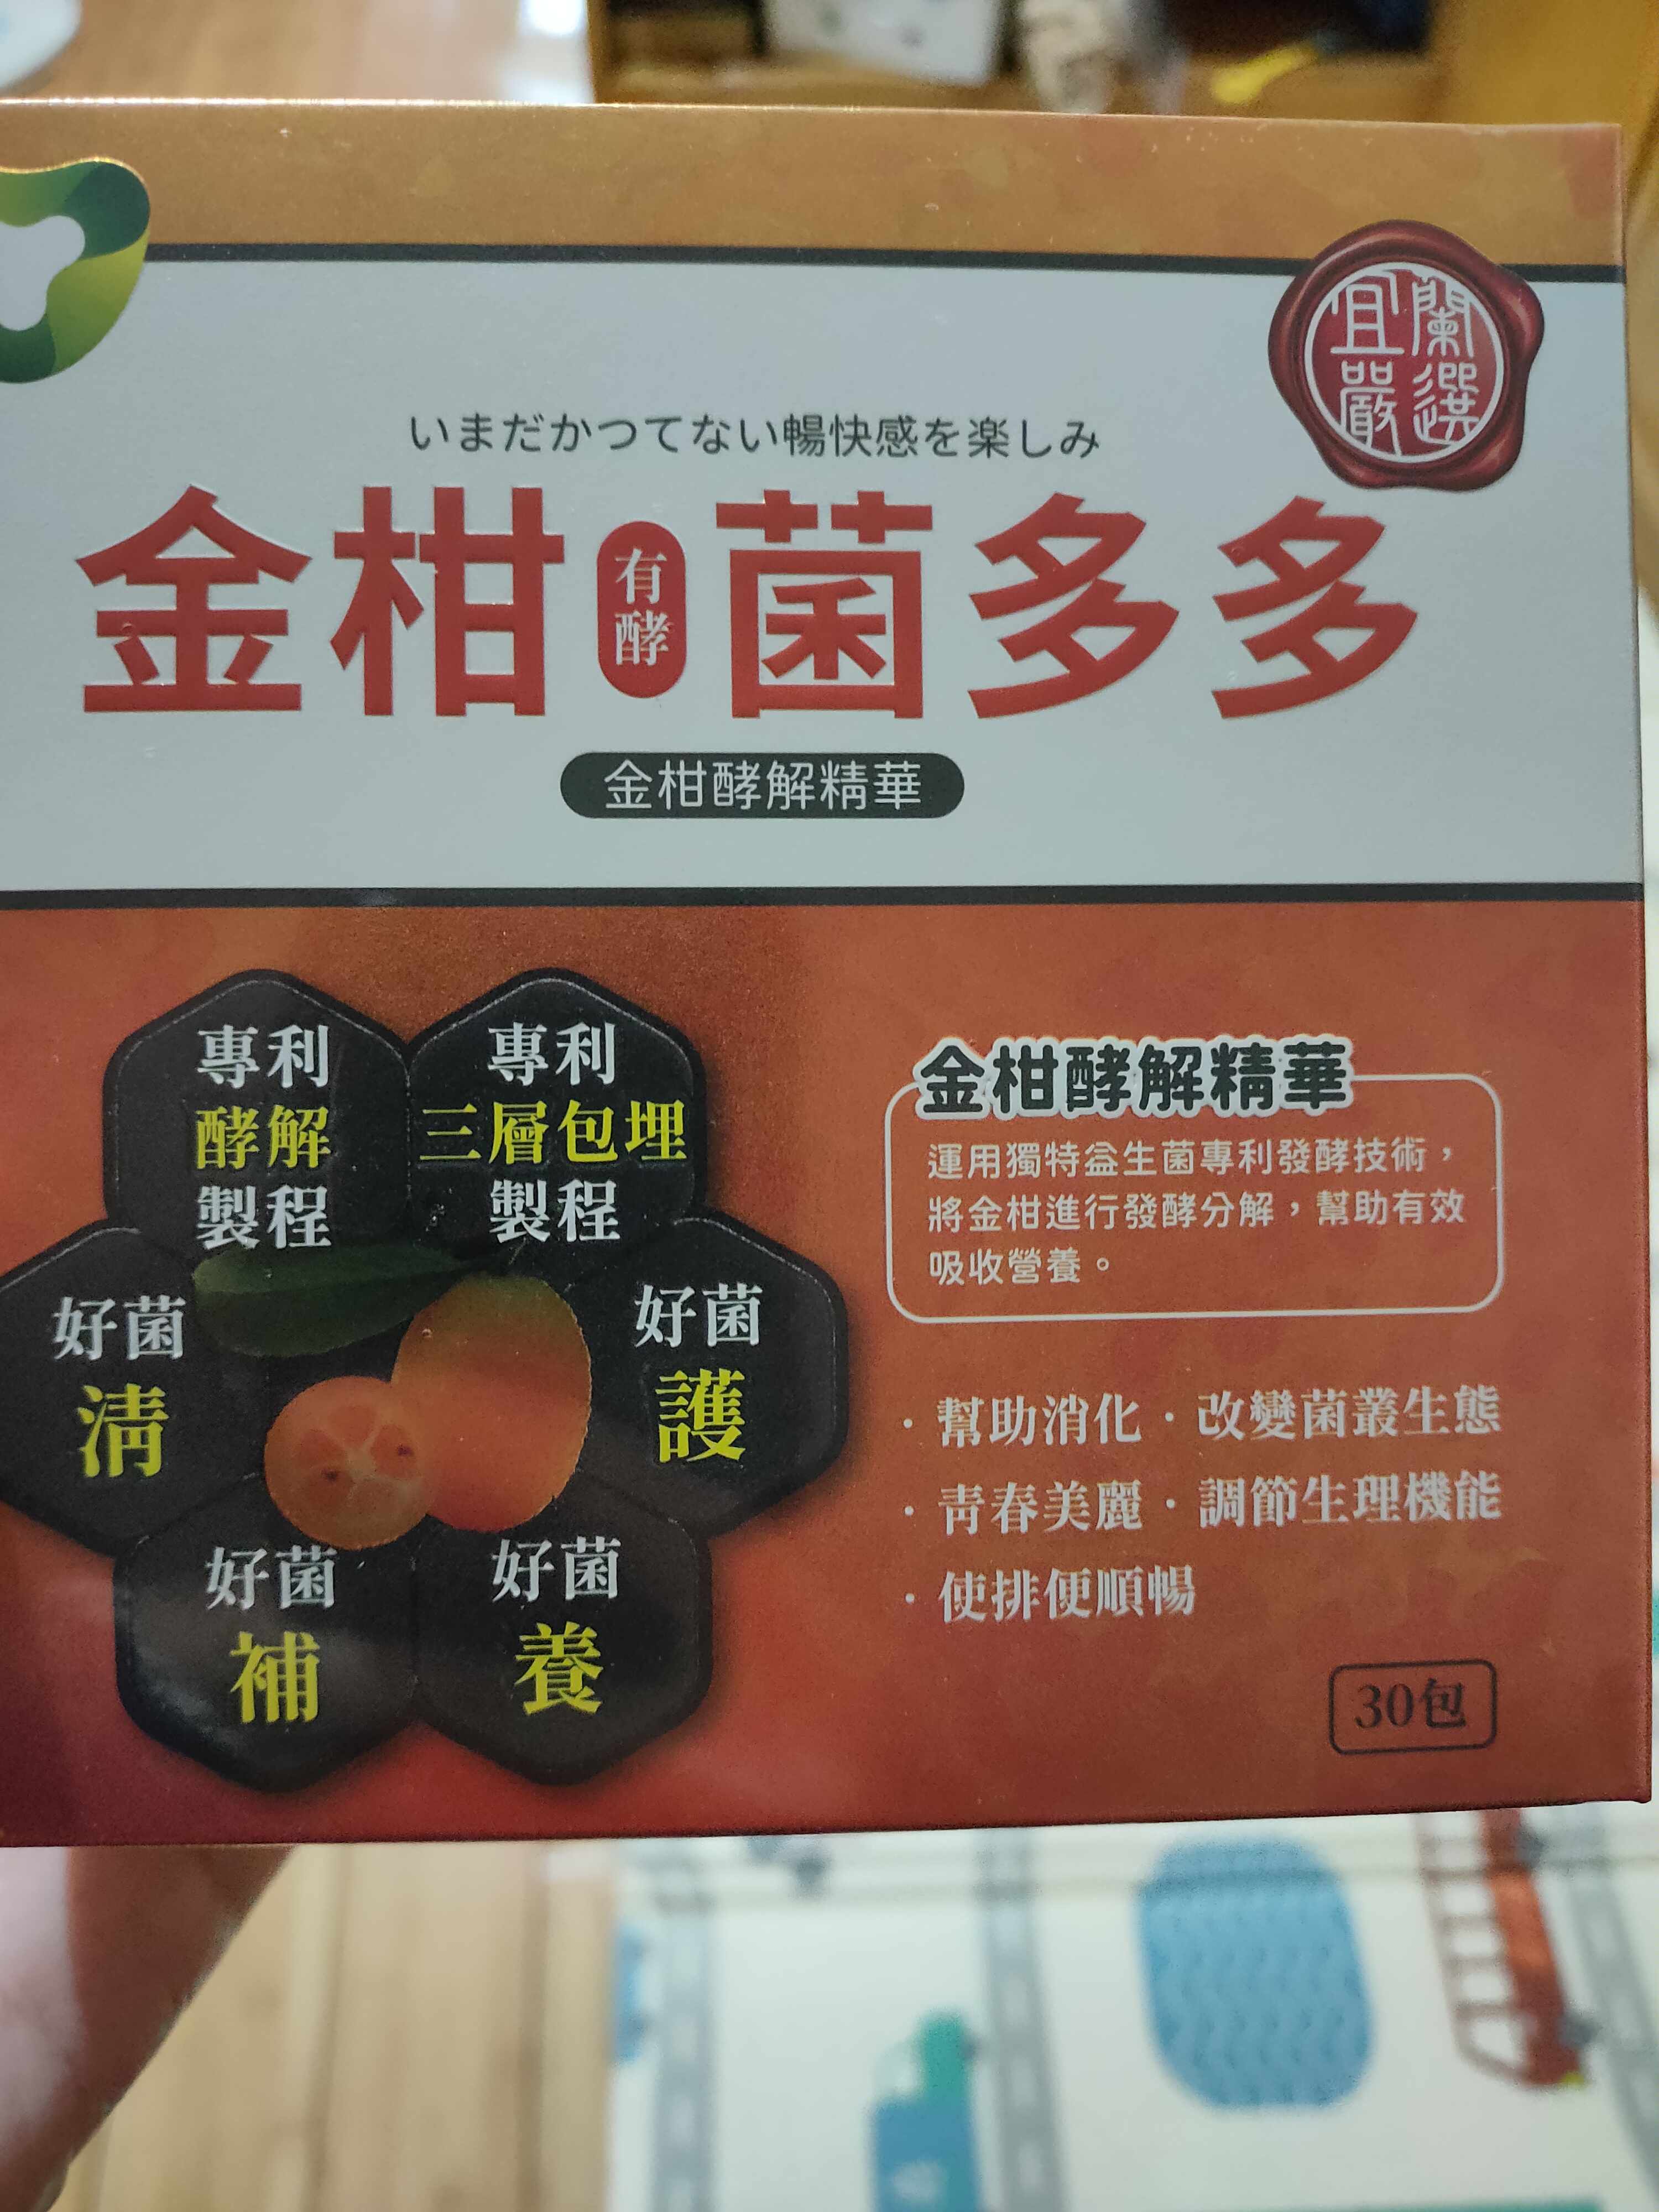 宜蘭
嚴選
いまだかつてない暢快感を楽しみ
金柑有酵菌多多
金柑酵解精華
專利
酵解
製程
專利
三層包埋
製程
好菌
清
好菌
護
好菌
補
好菌
養
金柑酵解精華
運用獨特益生菌專利發酵技術，
將金柑進行發酵分解，幫助有效
吸收營養。
·幫助消化·改變菌叢生態
·青春美麗·調節生理機能
·使排便順暢
30包